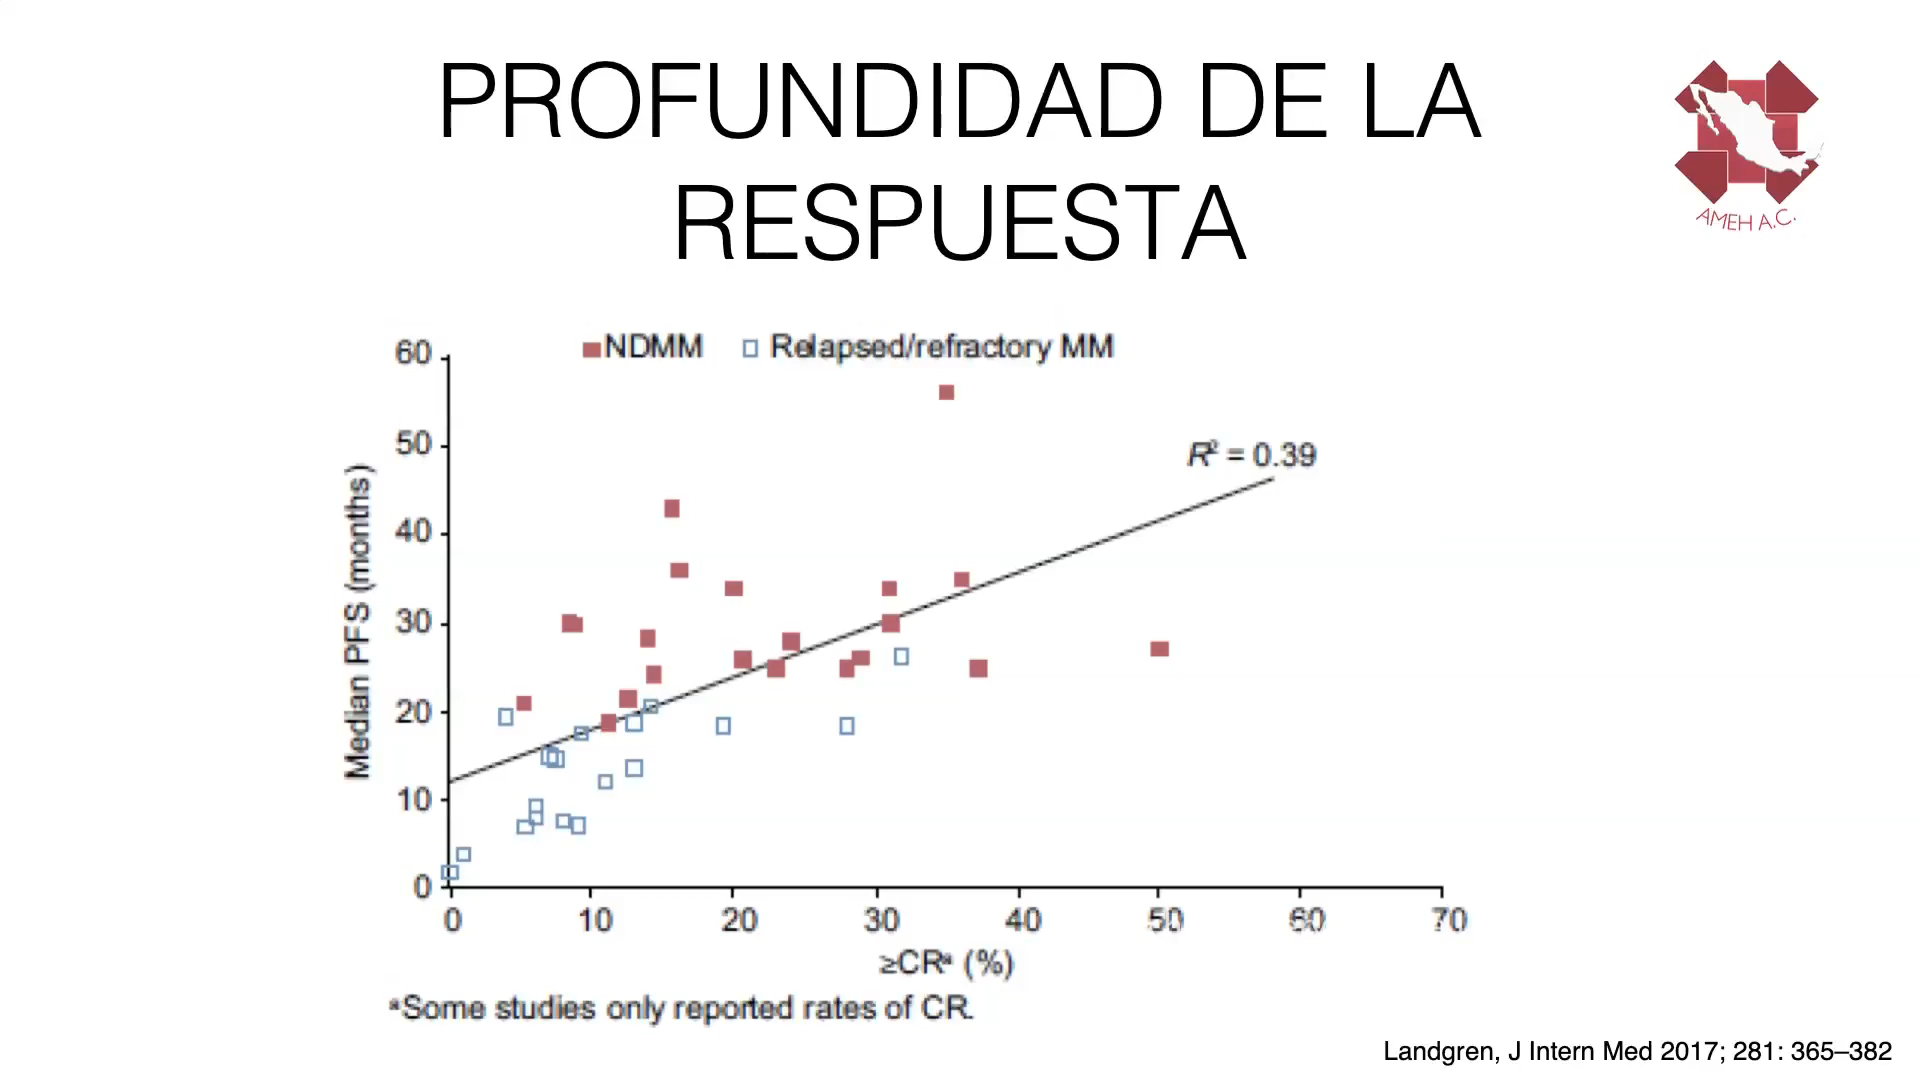 PROFUNDIDAD DE LA
RESPUESTA
AMEH A.C.
NDMM
Relapsed/refractory MM
60
50
40
30
20
10
0
Median PFS (months)
R² = 0.39
0 10 20 30 40 50 60 70
≥CRª (%)
ªSome studies only reported rates of CR.
Landgren, J Intern Med 2017; 281: 365–382